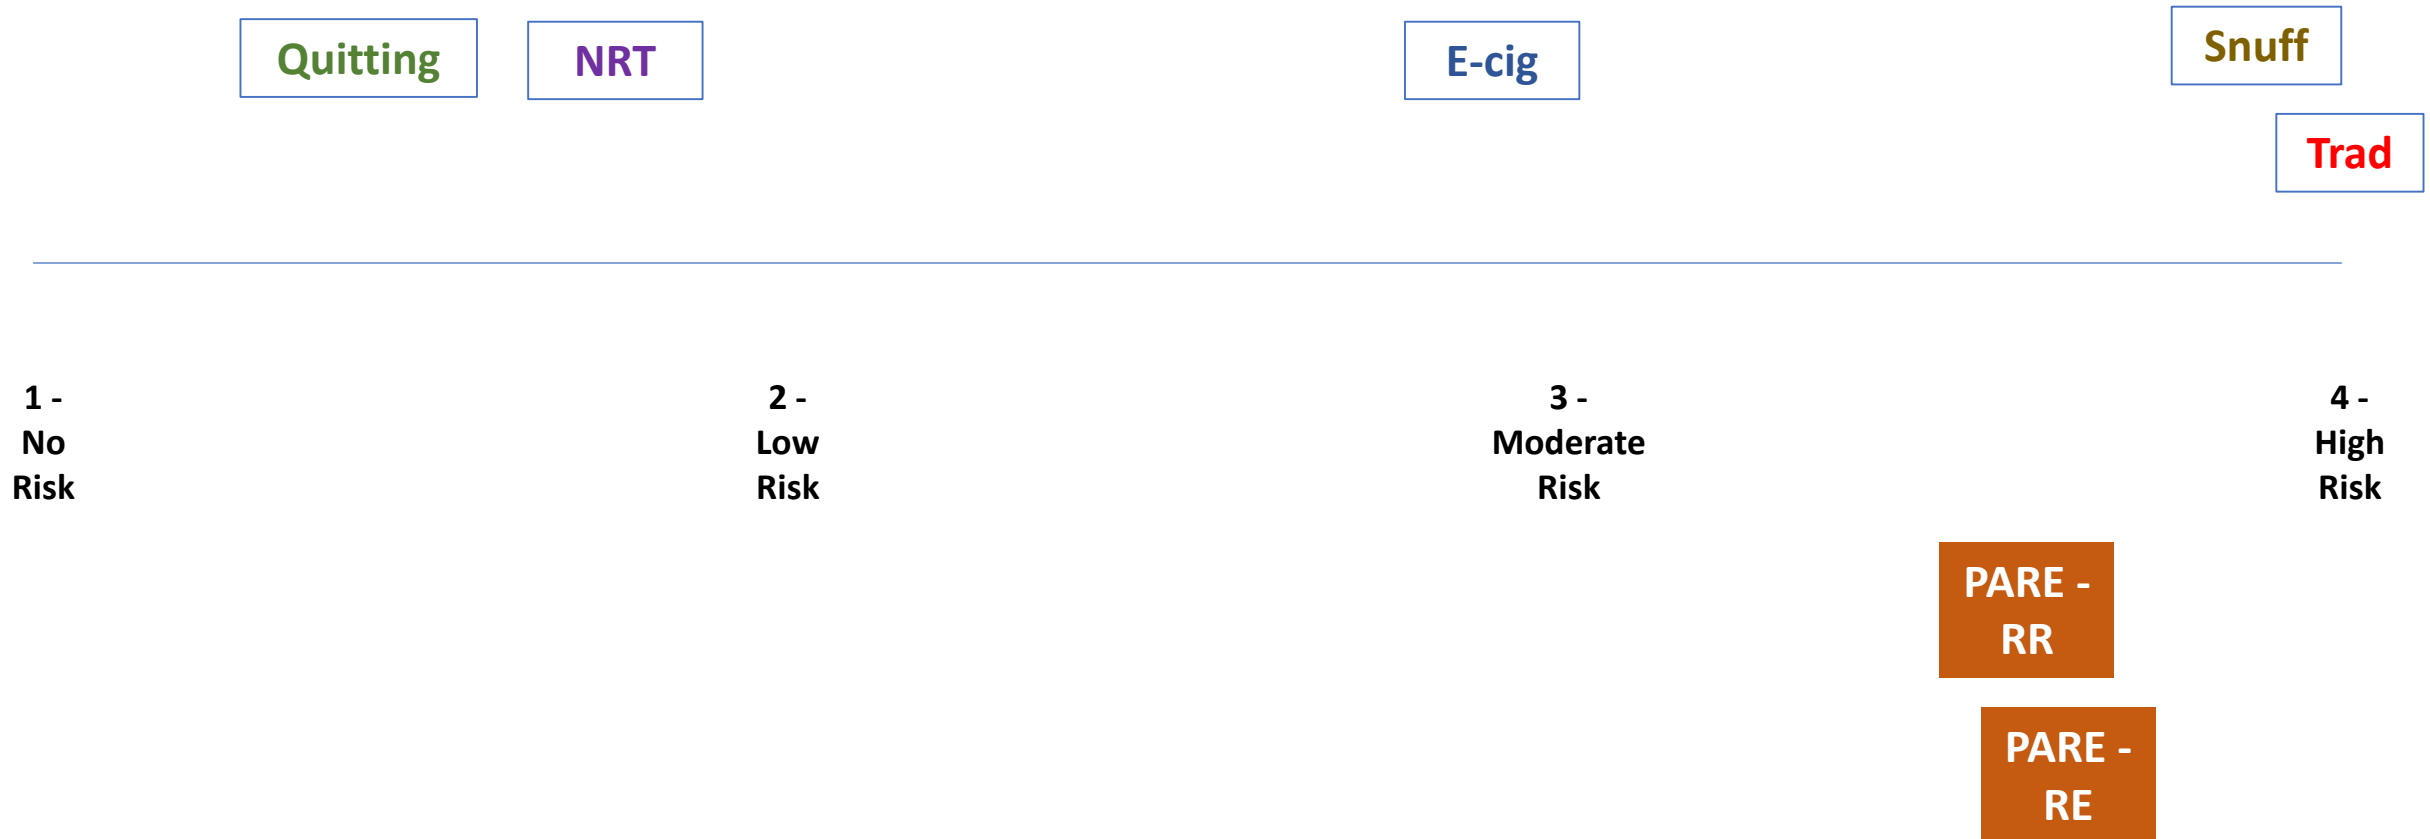 Quitting
NRT
E-cig
Snuff
Trad
1 -
No
Risk
2 -
Low
Risk
3 -
Moderate
Risk
4 -
High
Risk
PARE -
RR
PARE -
RE